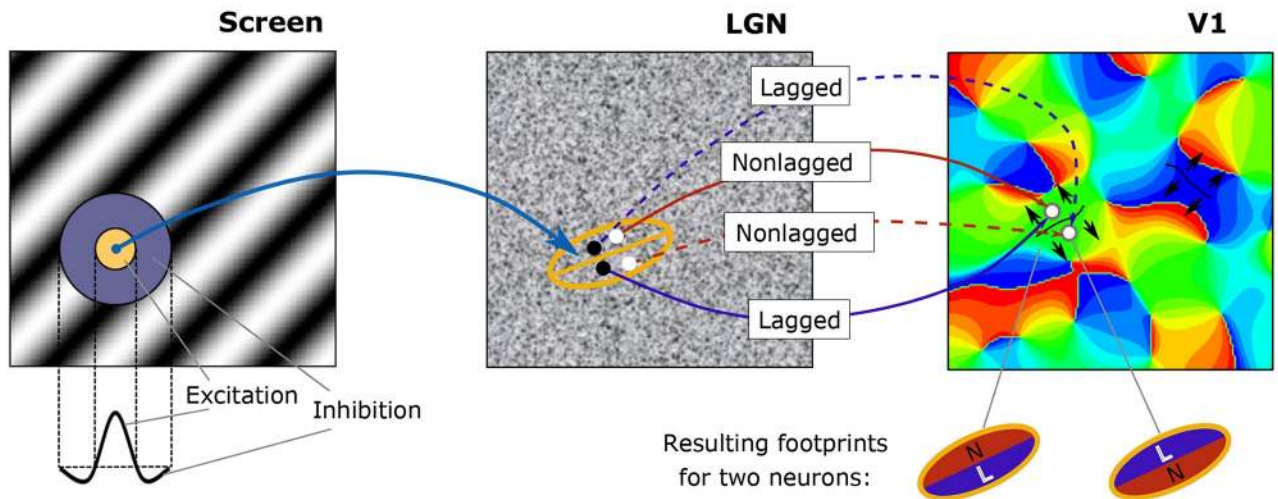 Screen
LGN
V1
Lagged
Nonlagged
Nonlagged
Lagged
Excitation
Inhibition
Resulting footprints
for two neurons:
N
L
L
N